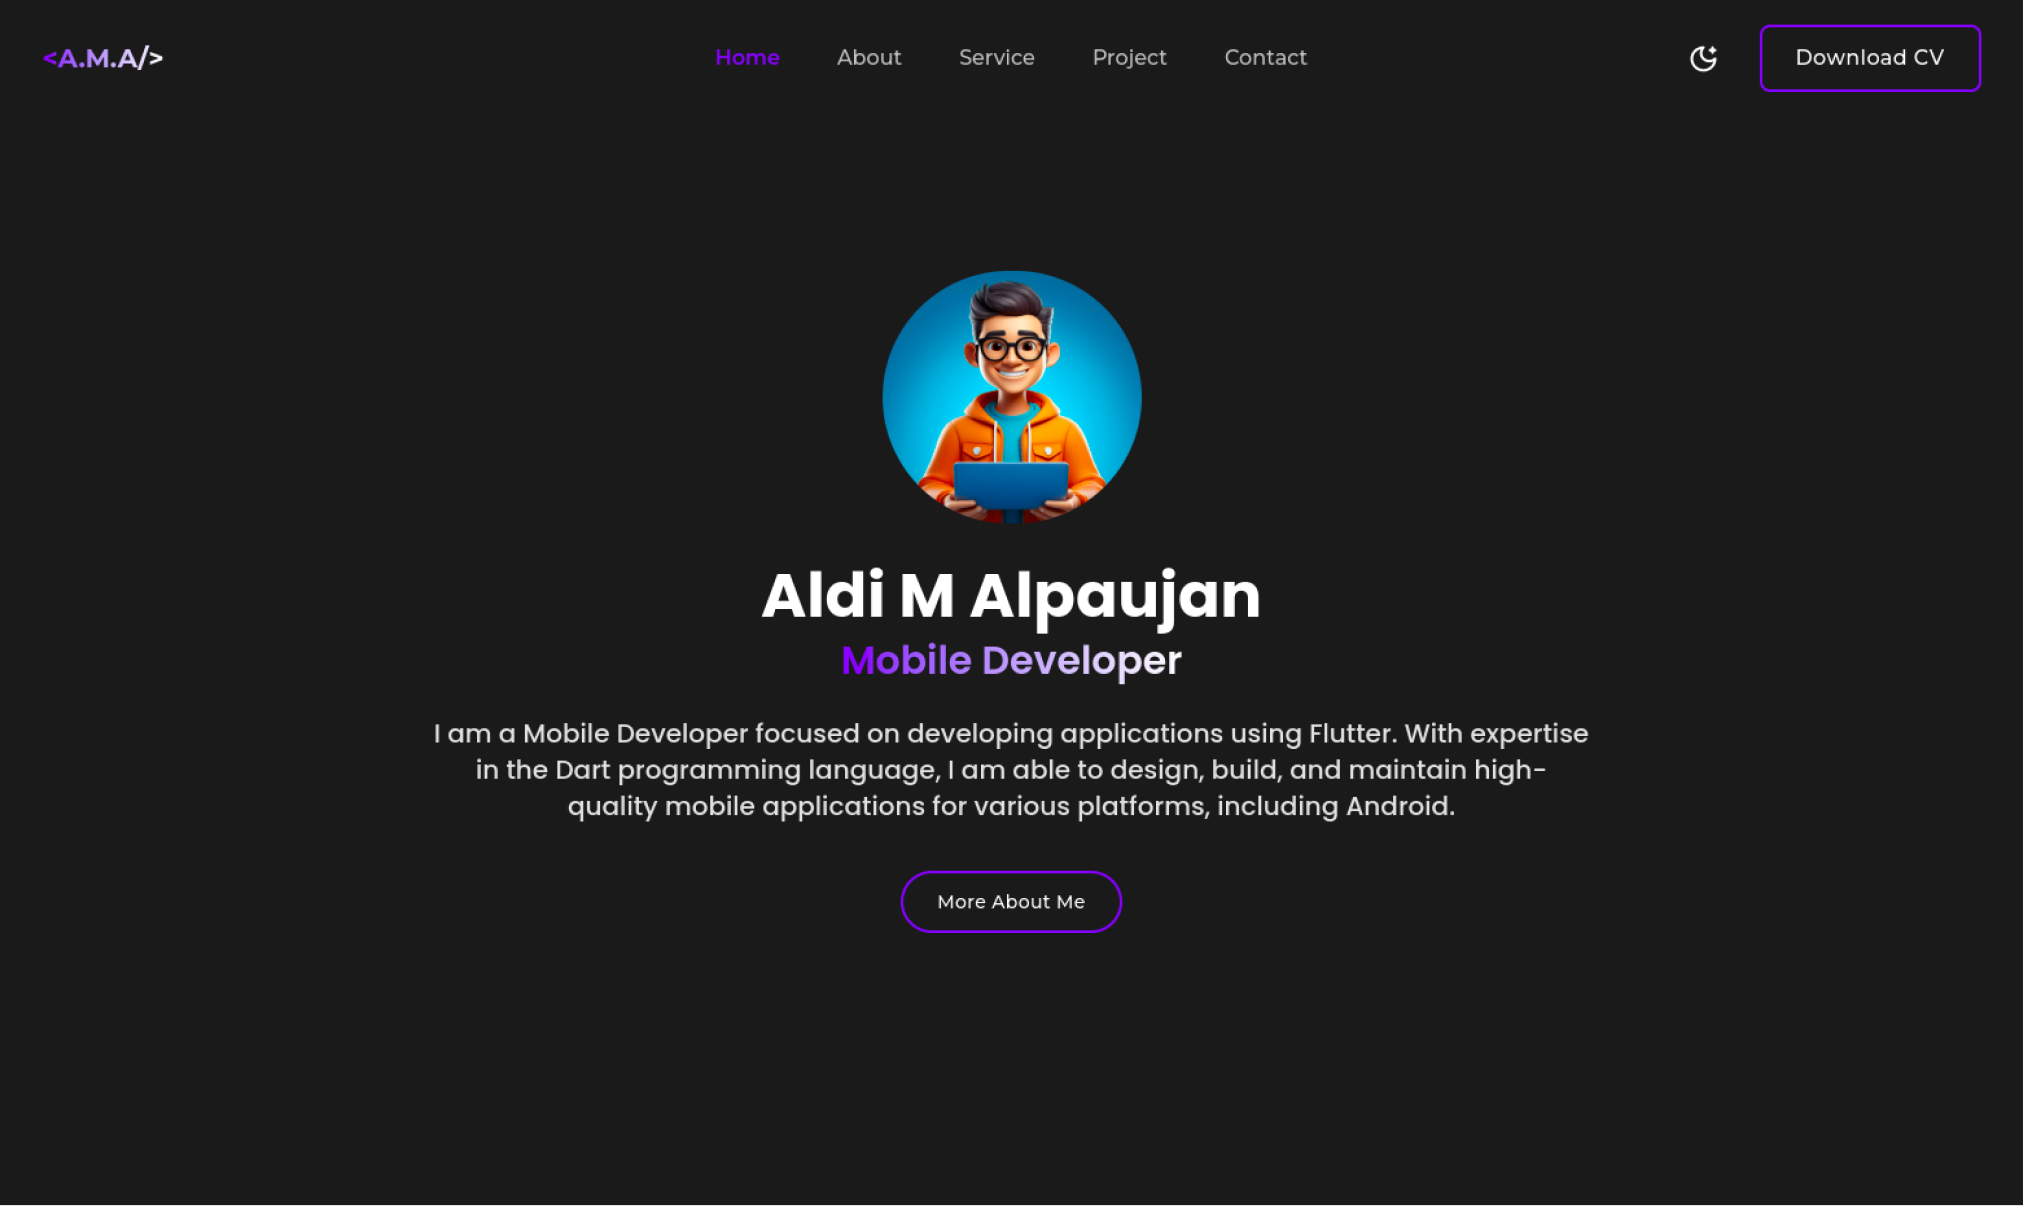 <A.M.A/>
Home
About
Service
Project
Contact
Download CV
Aldi M Alpaujan
Mobile Developer
I am a Mobile Developer focused on developing applications using Flutter. With expertise
in the Dart programming language, I am able to design, build, and maintain high-
quality mobile applications for various platforms, including Android.
More About Me